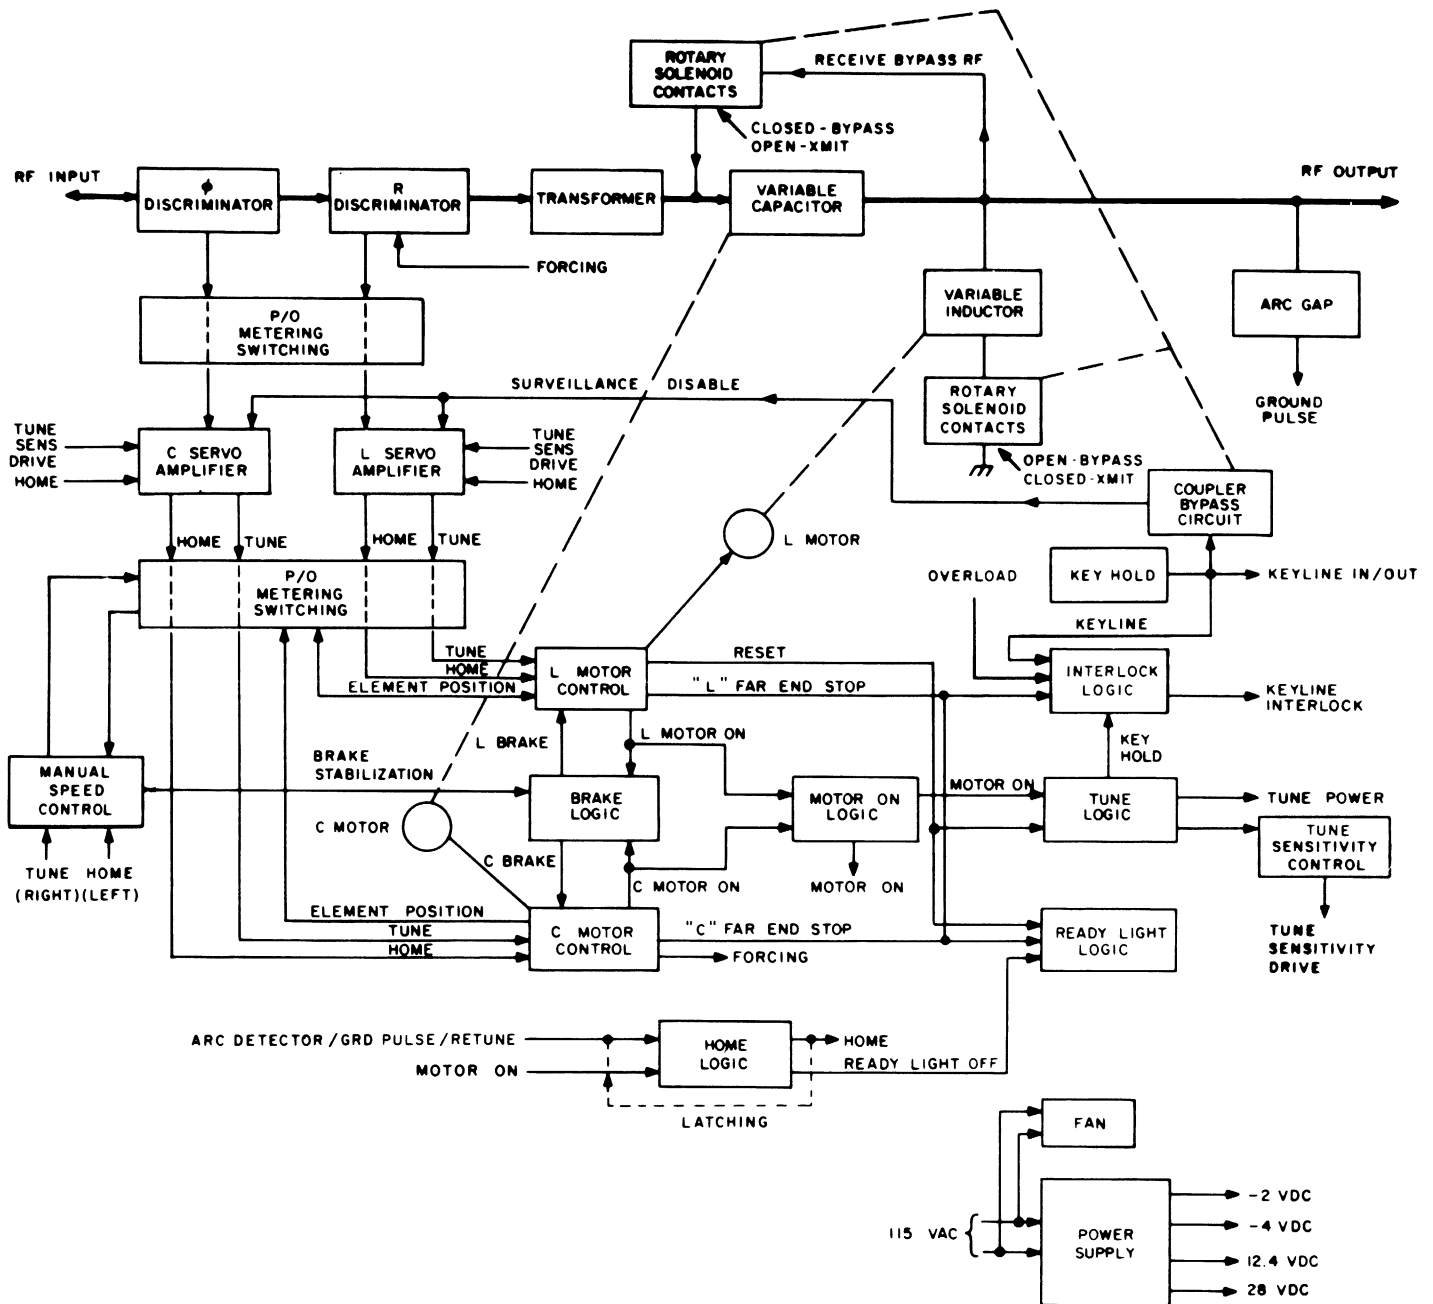 ROTARY
SOLENOID
CONTACTS
RECEIVE BYPASS RF
CLOSED-BYPASS
OPEN-XMIT
RF INPUT
Φ
DISCRIMINATOR
R
DISCRIMINATOR
TRANSFORMER
VARIABLE
CAPACITOR
RF OUTPUT
FORCING
VARIABLE
INDUCTOR
ARC GAP
P/O
METERING
SWITCHING
SURVEILLANCE DISABLE
ROTARY
SOLENOID
CONTACTS
GROUND
PULSE
TUNE
SENS
DRIVE
HOME
C SERVO
AMPLIFIER
L SERVO
AMPLIFIER
TUNE
SENS
DRIVE
HOME
OPEN-BYPASS
CLOSED-XMIT
COUPLER
BYPASS
CIRCUIT
HOME
TUNE
HOME
TUNE
L MOTOR
P/O
METERING
SWITCHING
OVERLOAD
KEY HOLD
KEYLINE IN/OUT
KEYLINE
TUNE
HOME
ELEMENT POSITION
L MOTOR
CONTROL
RESET
"L" FAR END STOP
INTERLOCK
LOGIC
KEYLINE
INTERLOCK
L BRAKE
L MOTOR ON
KEY
HOLD
MANUAL
SPEED
CONTROL
BRAKE
STABILIZATION
BRAKE
LOGIC
MOTOR ON
LOGIC
MOTOR ON
TUNE
LOGIC
TUNE POWER
C MOTOR
TUNE
SENSITIVITY
CONTROL
TUNE HOME
(RIGHT)(LEFT)
C BRAKE
C MOTOR ON
MOTOR ON
ELEMENT POSITION
TUNE
HOME
C MOTOR
CONTROL
"C" FAR END STOP
FORCING
READY LIGHT
LOGIC
TUNE
SENSITIVITY
DRIVE
ARC DETECTOR/GRD PULSE/RETUNE
MOTOR ON
HOME
LOGIC
HOME
READY LIGHT OFF
LATCHING
FAN
115 VAC
POWER
SUPPLY
-2 VDC
-4 VDC
12.4 VDC
28 VDC